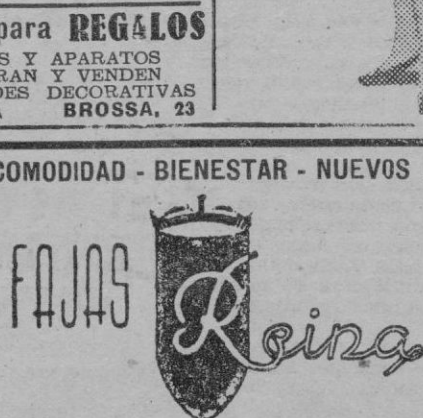 para REGALOS
S Y APARATOS
RAN Y VENDEN
DES DECORATIVAS
BROSSA, 23
COMODIDAD - BIENESTAR - NUEVOS
FAJAS Reina